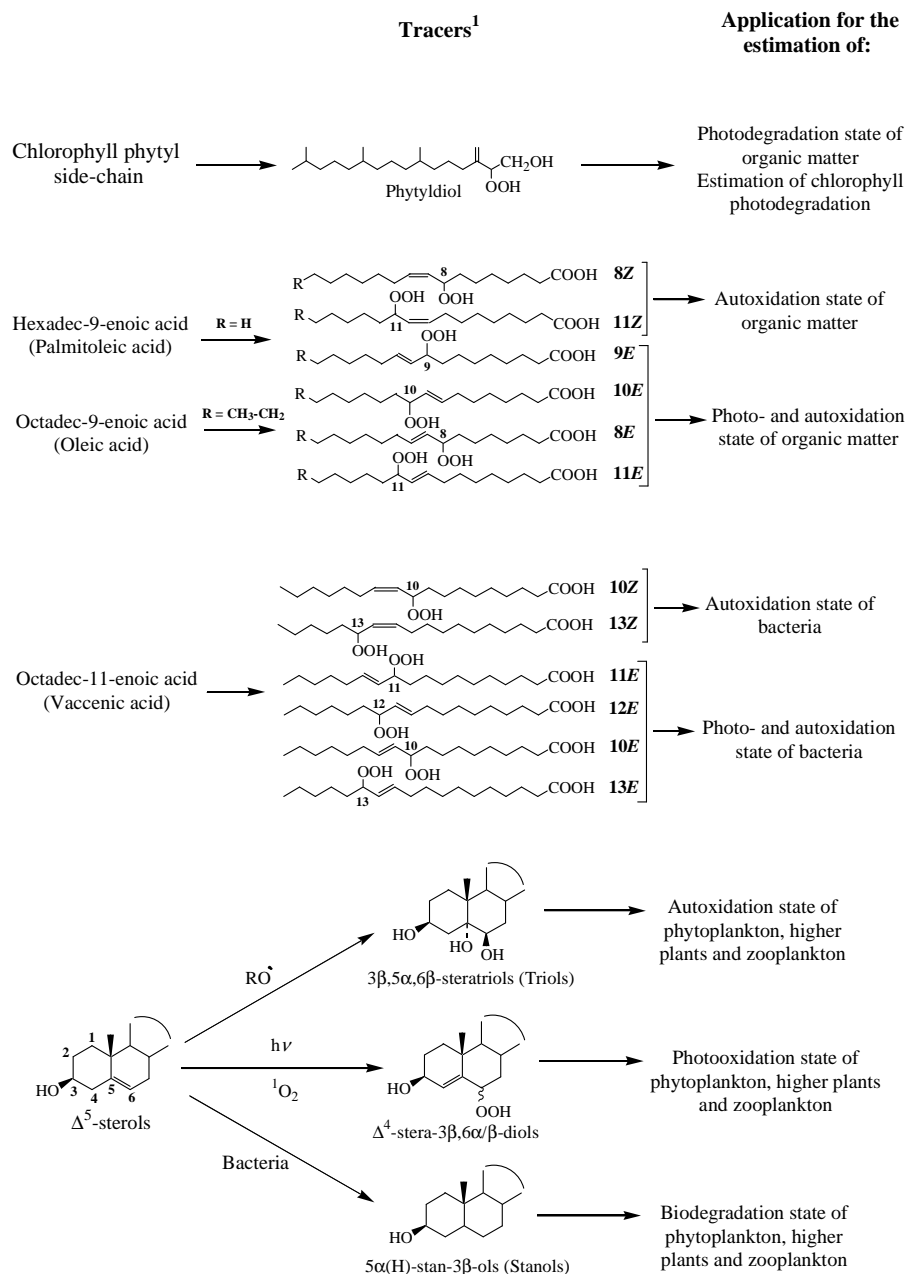 Tracers¹
Application for the
estimation of:
Chlorophyll phytyl
side-chain
CH₂OH
OOH
Phytyldiol
Photodegradation state of
organic matter
Estimation of chlorophyll
photodegradation
Hexadec-9-enoic acid
(Palmitoleic acid)
R = H
Octadec-9-enoic acid
(Oleic acid)
R = CH₃-CH₂
R 8 OOH COOH 8Z
R OOH 11 COOH 11Z
R OOH 9 COOH 9E
R 10 OOH COOH 10E
R 8 OOH COOH 8E
R OOH 11 COOH 11E
Autoxidation state of
organic matter
Photo- and autoxidation
state of organic matter
Octadec-11-enoic acid
(Vaccenic acid)
10 OOH COOH 10Z
13 OOH COOH 13Z
OOH 11 COOH 11E
12 OOH COOH 12E
10 OOH COOH 10E
OOH 13 COOH 13E
Autoxidation state of
bacteria
Photo- and autoxidation
state of bacteria
HO
1
2
3
4
5
6
Δ⁵-sterols
RO•
hν
¹O₂
Bacteria
HO
HO
OH
3β,5α,6β-steratriols (Triols)
Autoxidation state of
phytoplankton, higher
plants and zooplankton
HO
OOH
Δ⁴-stera-3β,6α/β-diols
Photooxidation state of
phytoplankton, higher plants
and zooplankton
HO
5α(H)-stan-3β-ols (Stanols)
Biodegradation state of
phytoplankton, higher
plants and zooplankton